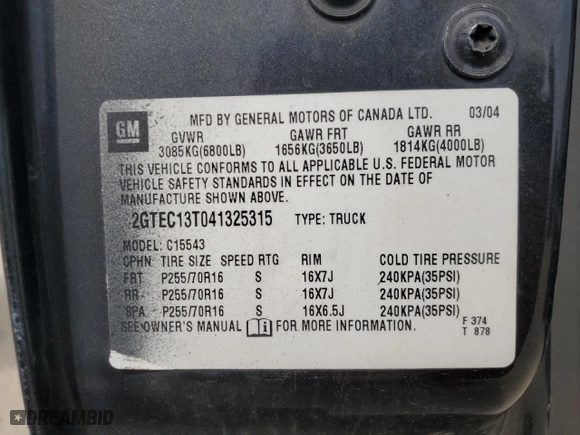 GM
MFD BY GENERAL MOTORS OF CANADA LTD. 03/04
GVWR GAWR FRT GAWR RR
3085KG(6800LB) 1656KG(3650LB) 1814KG(4000LB)
THIS VEHICLE CONFORMS TO ALL APPLICABLE U.S. FEDERAL MOTOR
VEHICLE SAFETY STANDARDS IN EFFECT ON THE DATE OF
MANUFACTURE SHOWN ABOVE.
2GTEC13T041325315 TYPE: TRUCK
MODEL: C15543
CPHN: TIRE SIZE SPEED RTG RIM COLD TIRE PRESSURE
FRT P255/70R16 S 16X7J 240KPA(35PSI)
RR P255/70R16 S 16X7J 240KPA(35PSI)
SPA P255/70R16 S 16X6.5J 240KPA(35PSI)
SEE OWNER'S MANUAL FOR MORE INFORMATION. F 374
T 878
DREAMBID